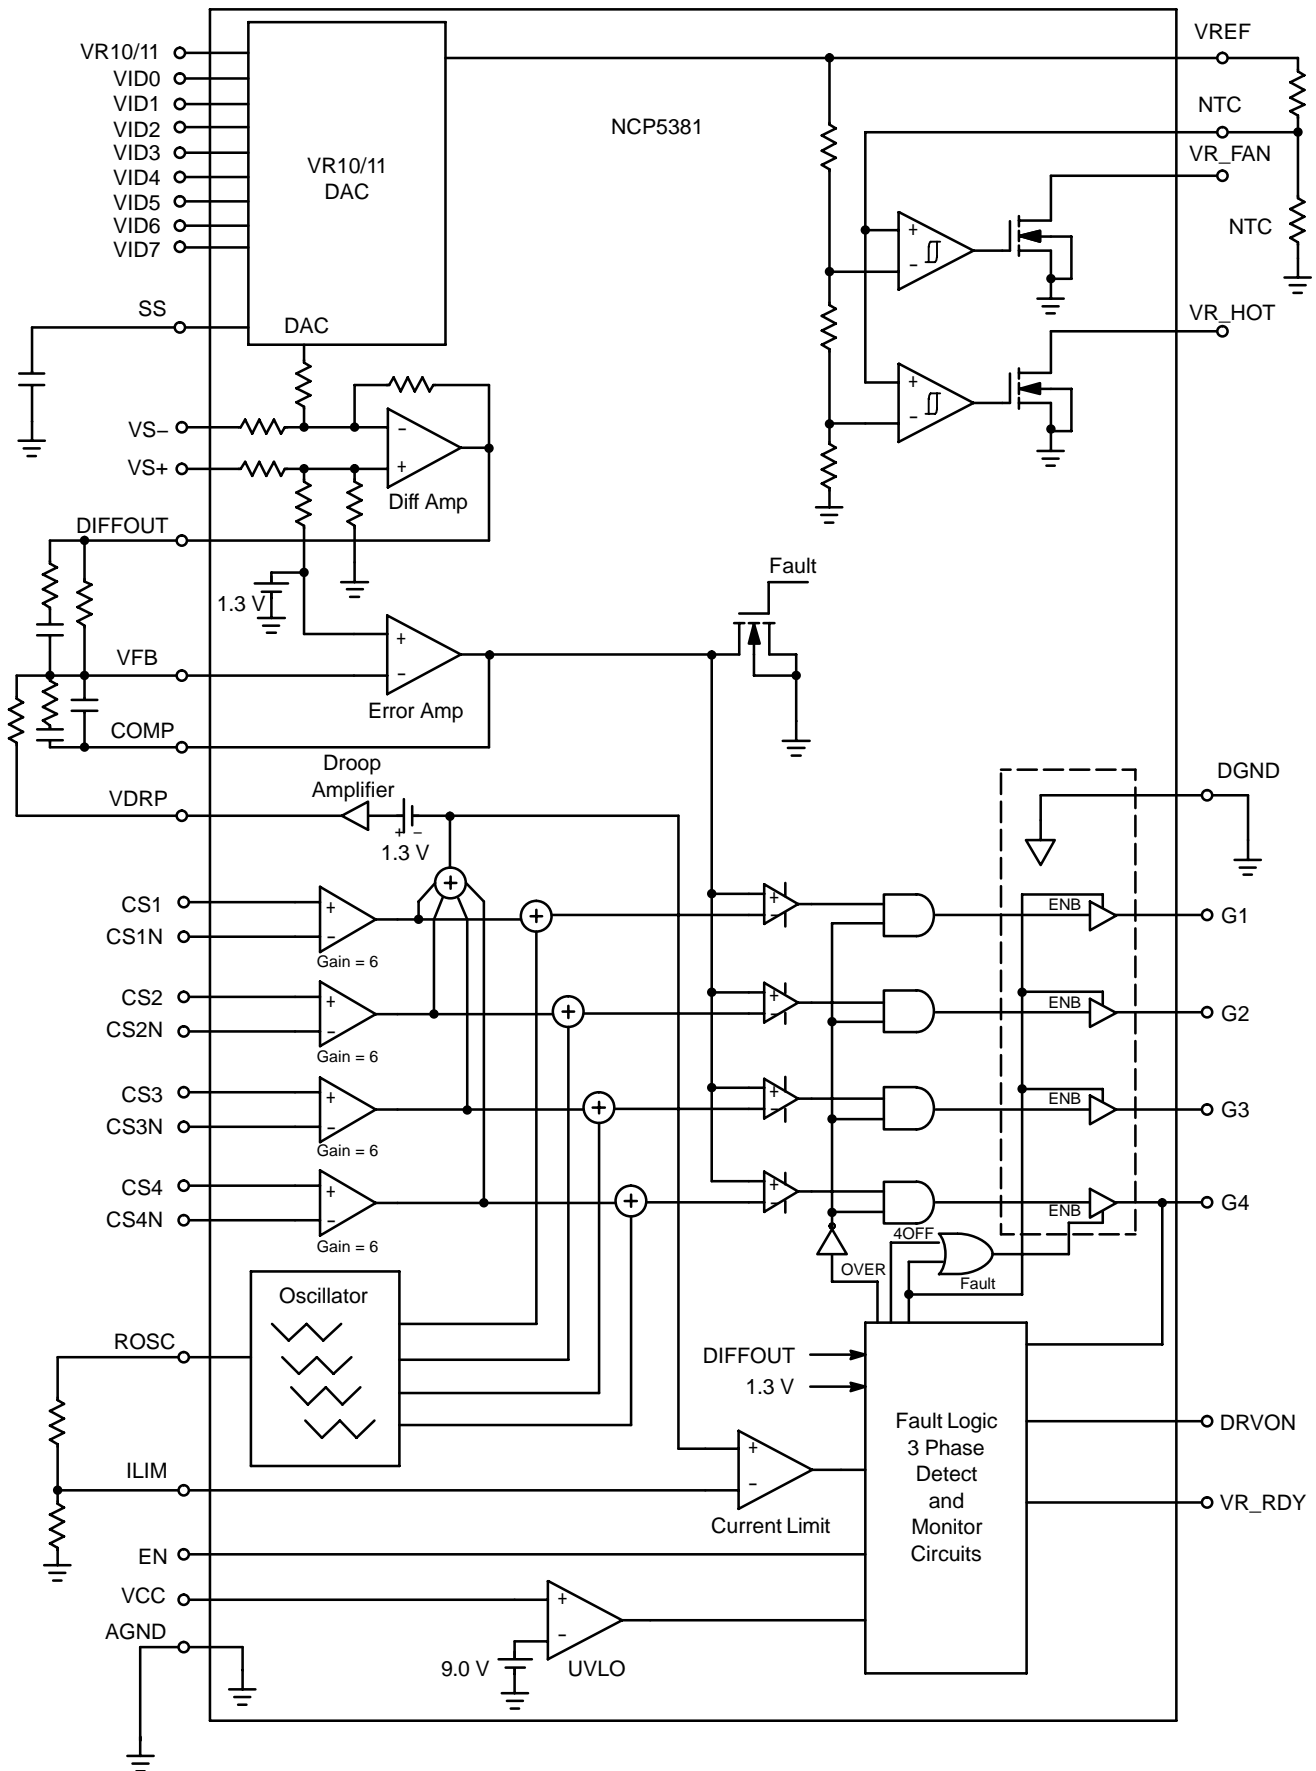 VREF
VR10/11
VID0
VID1
VID2
VID3
VID4
VID5
VID6
VID7
VR10/11
DAC
NCP5381
NTC
VR_FAN
NTC
+
−
SS
DAC
VR_HOT
+
−
VS−
VS+
−
+
Diff Amp
DIFFOUT
1.3 V
Fault
VFB
+
−
Error Amp
COMP
Droop
Amplifier
VDRP
+ −
1.3 V
DGND
+
CS1
CS1N
+
−
Gain = 6
+
+
−
ENB
G1
CS2
CS2N
+
−
Gain = 6
+
+
−
ENB
G2
CS3
CS3N
+
−
Gain = 6
+
+
−
ENB
G3
CS4
CS4N
+
−
Gain = 6
+
+
−
ENB
G4
4OFF
OVER
Fault
Oscillator
ROSC
DIFFOUT
1.3 V
Fault Logic
3 Phase
Detect
and
Monitor
Circuits
DRVON
ILIM
+
−
Current Limit
VR_RDY
EN
VCC
AGND
+
−
9.0 V
UVLO